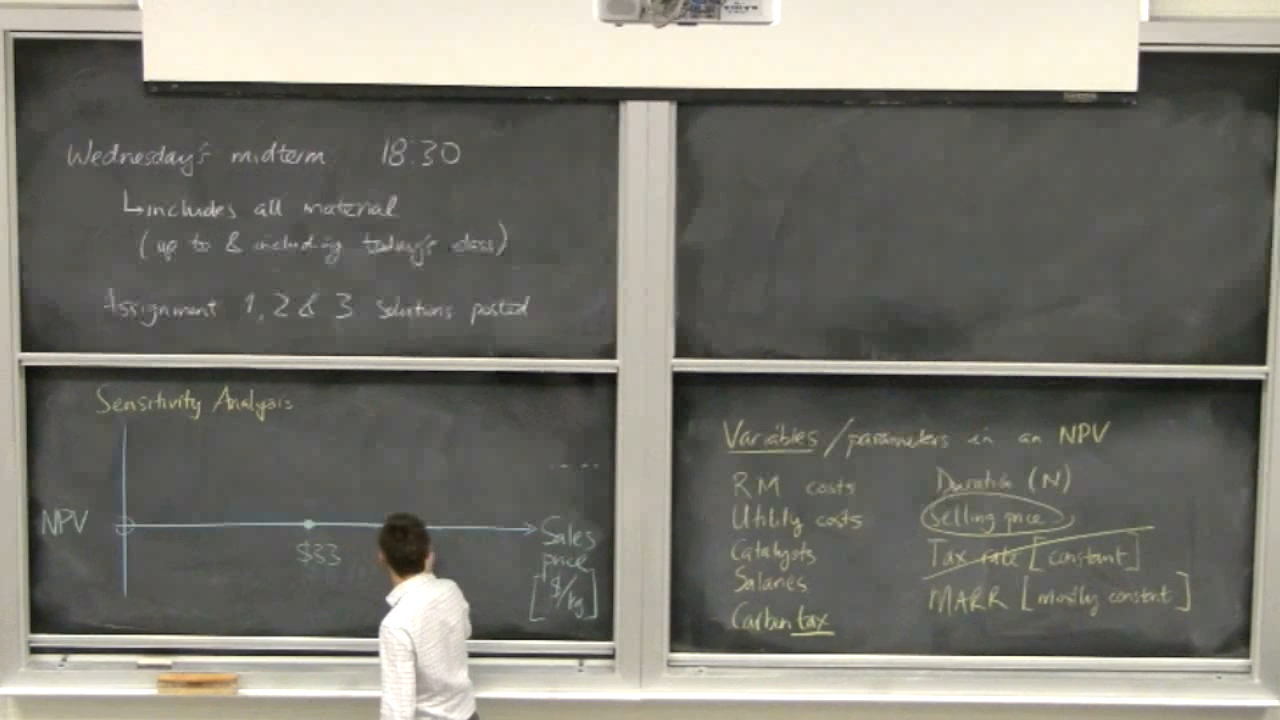 Wednesday's midterm 18:30
↳ includes all material
(up to & including today's class)
Assignment 1, 2 & 3 solutions posted
Sensitivity Analysis
NPV
$33
Sales
price
[$/kg]
Variables / parameters in an NPV
RM costs
Utility costs
Catalysts
Salaries
Carbon tax
Duration (N)
selling price
Tax rate [constant]
MARR [mostly constant]